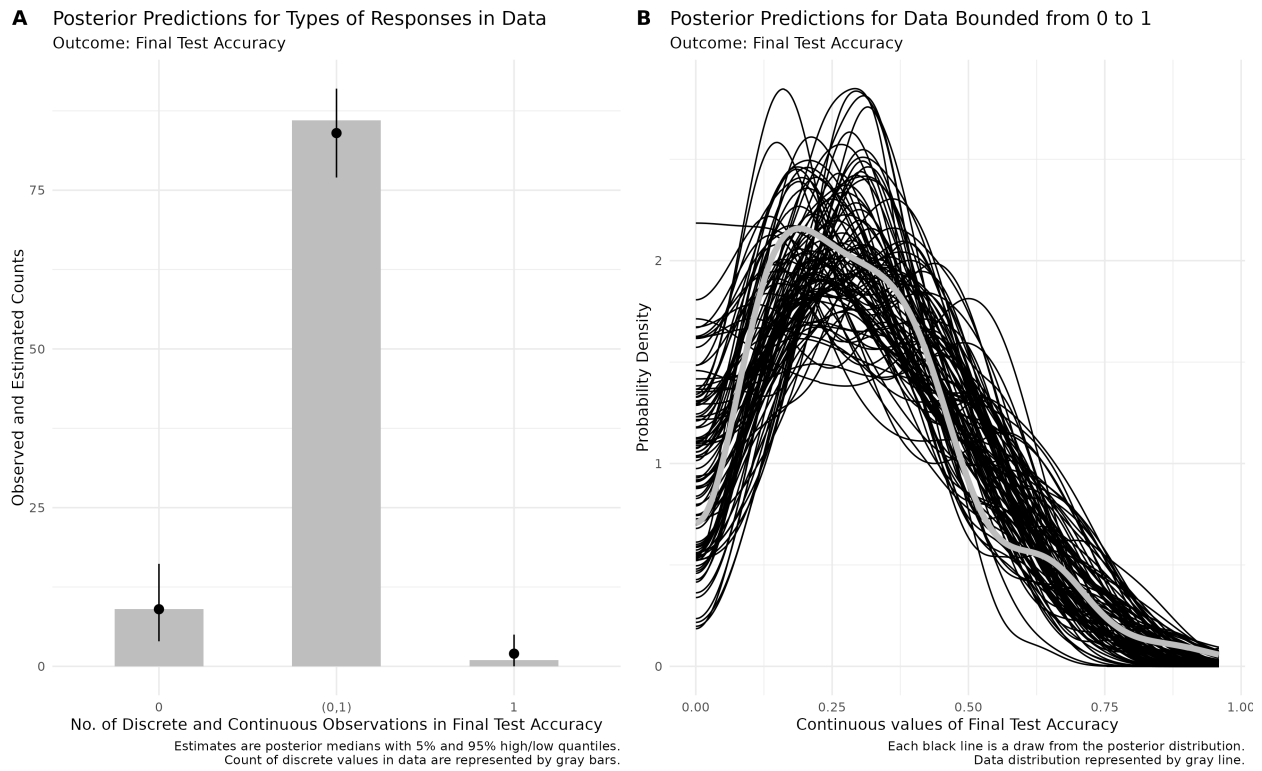 A
Posterior Predictions for Types of Responses in Data
Outcome: Final Test Accuracy
Observed and Estimated Counts
75
50
25
0
0
(0,1)
1
No. of Discrete and Continuous Observations in Final Test Accuracy
Estimates are posterior medians with 5% and 95% high/low quantiles.
Count of discrete values in data are represented by gray bars.
B
Posterior Predictions for Data Bounded from 0 to 1
Outcome: Final Test Accuracy
Probability Density
2
1
0
0.00
0.25
0.50
0.75
1.00
Continuous values of Final Test Accuracy
Each black line is a draw from the posterior distribution.
Data distribution represented by gray line.